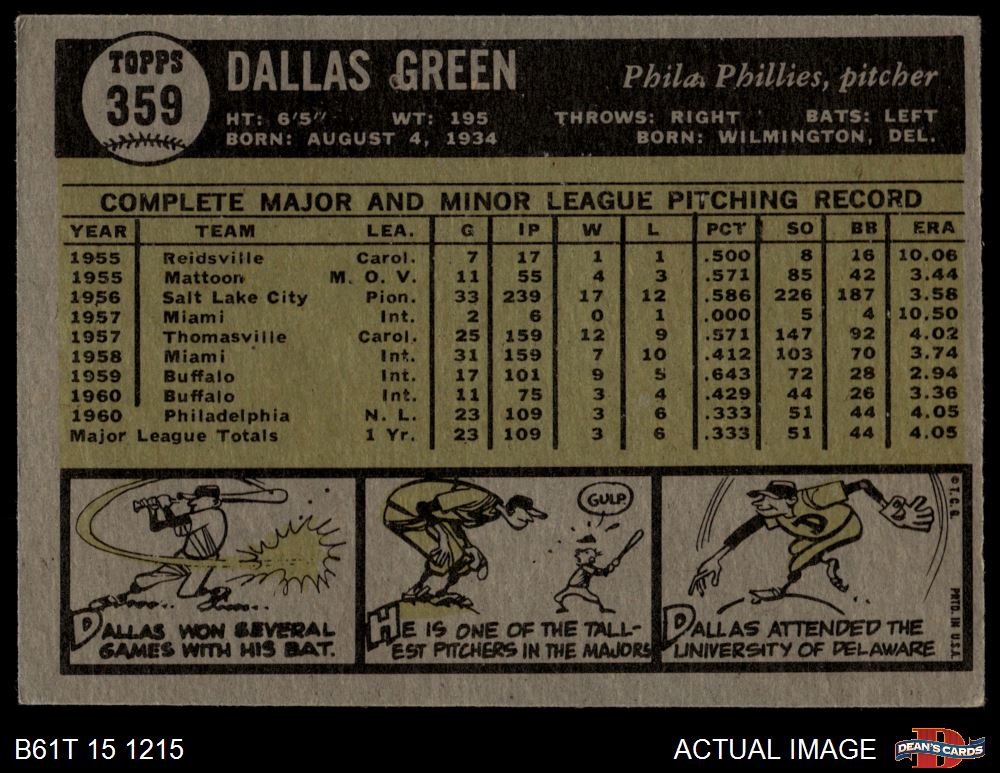 TOPPS
359
DALLAS GREEN
Phila. Phillies, pitcher
HT: 6'5" WT: 195 THROWS: RIGHT BATS: LEFT
BORN: AUGUST 4, 1934 BORN: WILMINGTON, DEL.
COMPLETE MAJOR AND MINOR LEAGUE PITCHING RECORD
YEAR TEAM LEA. G IP W L PCT SO BB ERA
1955 Reidsville Carol. 7 17 1 1 .500 8 16 10.06
1955 Mattoon M. O. V. 11 55 4 3 .571 85 42 3.44
1956 Salt Lake City Pion. 33 239 17 12 .586 226 187 3.58
1957 Miami Int. 2 6 0 1 .000 5 4 10.50
1957 Thomasville Carol. 25 159 12 9 .571 147 92 4.02
1958 Miami Int. 31 159 7 10 .412 103 70 3.74
1959 Buffalo Int. 17 101 9 5 .643 72 28 2.94
1960 Buffalo Int. 11 75 3 4 .429 44 26 3.36
1960 Philadelphia N. L. 23 109 3 6 .333 51 44 4.05
Major League Totals 1 Yr. 23 109 3 6 .333 51 44 4.05
DALLAS WON SEVERAL
GAMES WITH HIS BAT.
GULP
HE IS ONE OF THE TALL-
EST PITCHERS IN THE MAJORS
P
DALLAS ATTENDED THE
UNIVERSITY OF DELAWARE
© T. C. G.
PRTD. IN U.S.A.
B61T 15 1215
ACTUAL IMAGE
D
DEAN'S CARDS